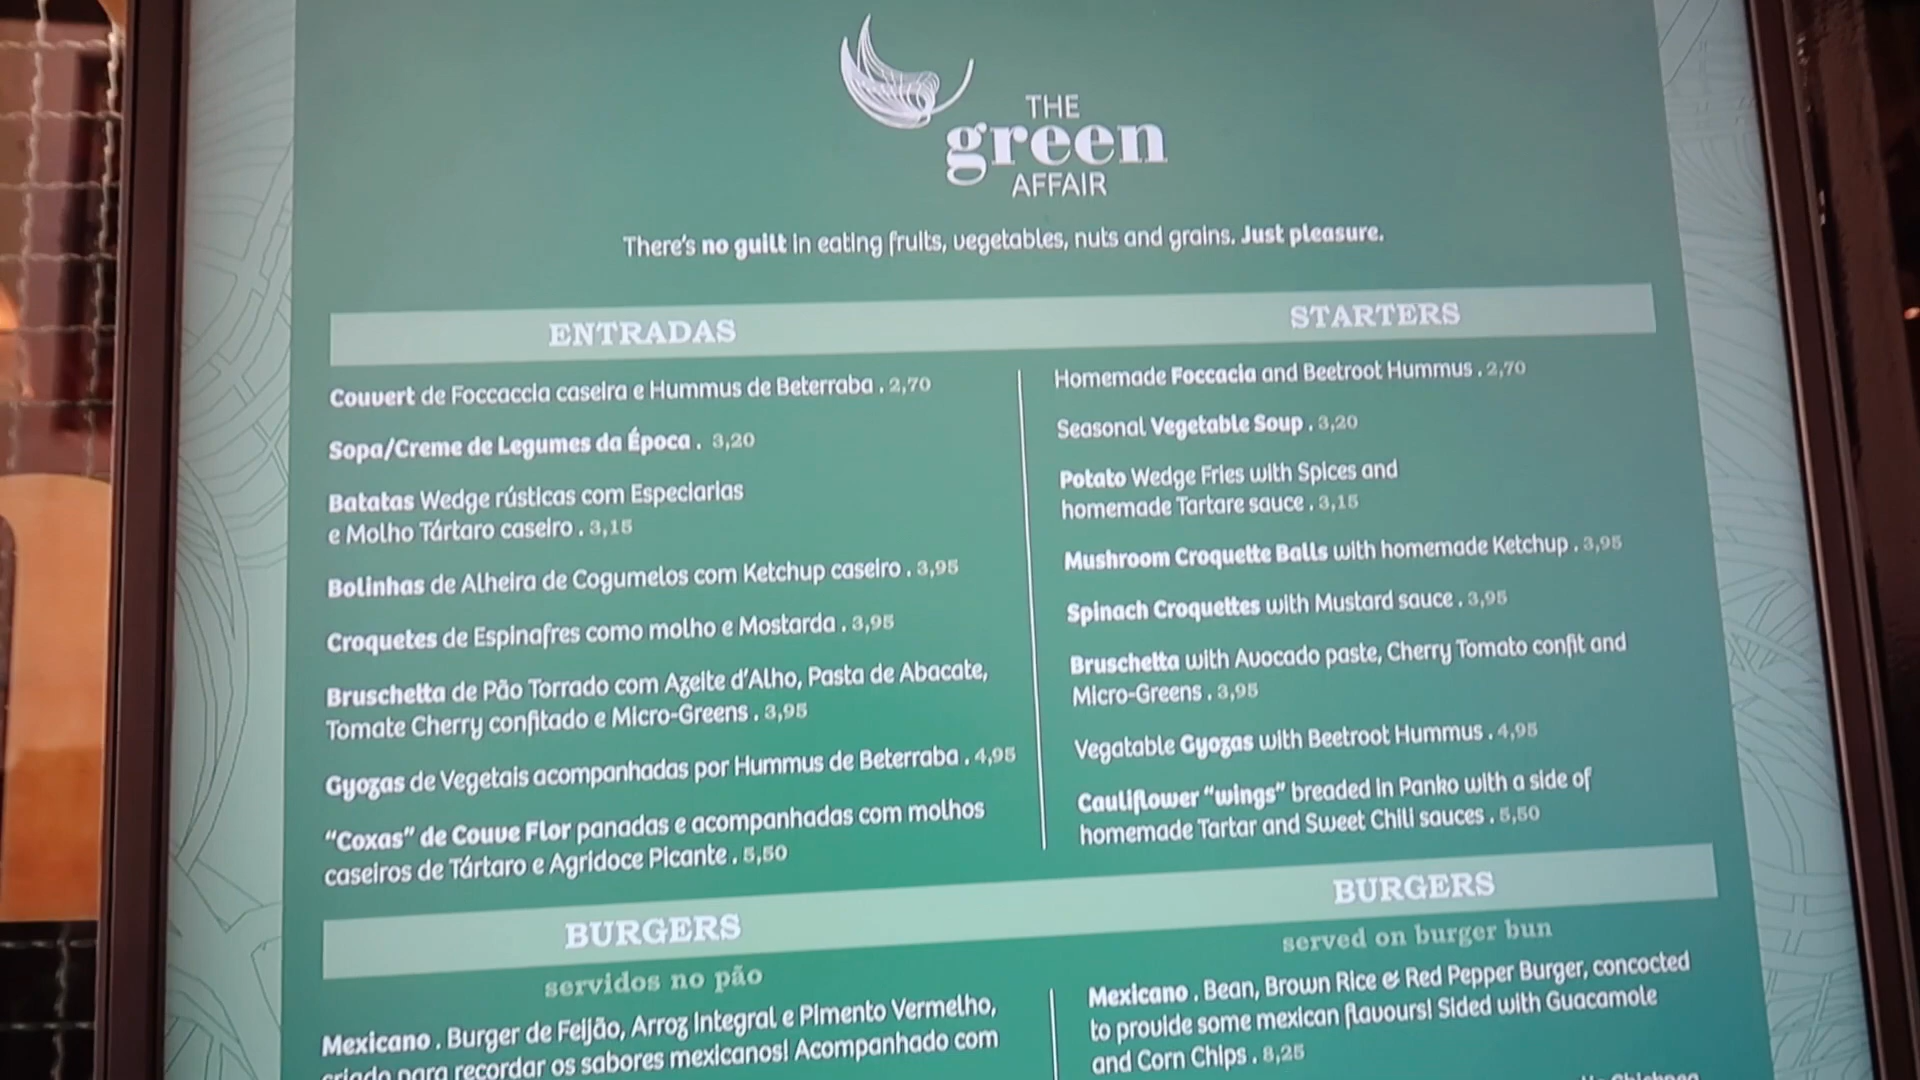 THE
green
AFFAIR
There's no guilt in eating fruits, vegetables, nuts and grains. Just pleasure.
ENTRADAS
Couvert de Foccaccia caseira e Hummus de Beterraba . 2,70
Sopa/Creme de Legumes da Época . 3,20
Batatas Wedge rústicas com Especiarias
e Molho Tártaro caseiro . 3,15
Bolinhas de Alheira de Cogumelos com Ketchup caseiro . 3,95
Croquetes de Espinafres como molho e Mostarda . 3,95
Bruschetta de Pão Torrado com Azeite d'Alho, Pasta de Abacate,
Tomate Cherry confitado e Micro-Greens . 3,95
Gyozas de Vegetais acompanhadas por Hummus de Beterraba . 4,95
"Coxas" de Couve Flor panadas e acompanhadas com molhos
caseiros de Tártaro e Agridoce Picante . 5,50
STARTERS
Homemade Foccacia and Beetroot Hummus . 2,70
Seasonal Vegetable Soup . 3,20
Potato Wedge Fries with Spices and
homemade Tartare sauce . 3,15
Mushroom Croquette Balls with homemade Ketchup . 3,95
Spinach Croquettes with Mustard sauce . 3,95
Bruschetta with Avocado paste, Cherry Tomato confit and
Micro-Greens . 3,95
Vegatable Gyozas with Beetroot Hummus . 4,95
Cauliflower "wings" breaded in Panko with a side of
homemade Tartar and Sweet Chili sauces . 5,50
BURGERS
servidos no pão
Mexicano . Burger de Feijão, Arroz Integral e Pimento Vermelho,
criado para recordar os sabores mexicanos! Acompanhado com
BURGERS
served on burger bun
Mexicano . Bean, Brown Rice & Red Pepper Burger, concocted
to provide some mexican flavours! Sided with Guacamole
and Corn Chips . 8,25